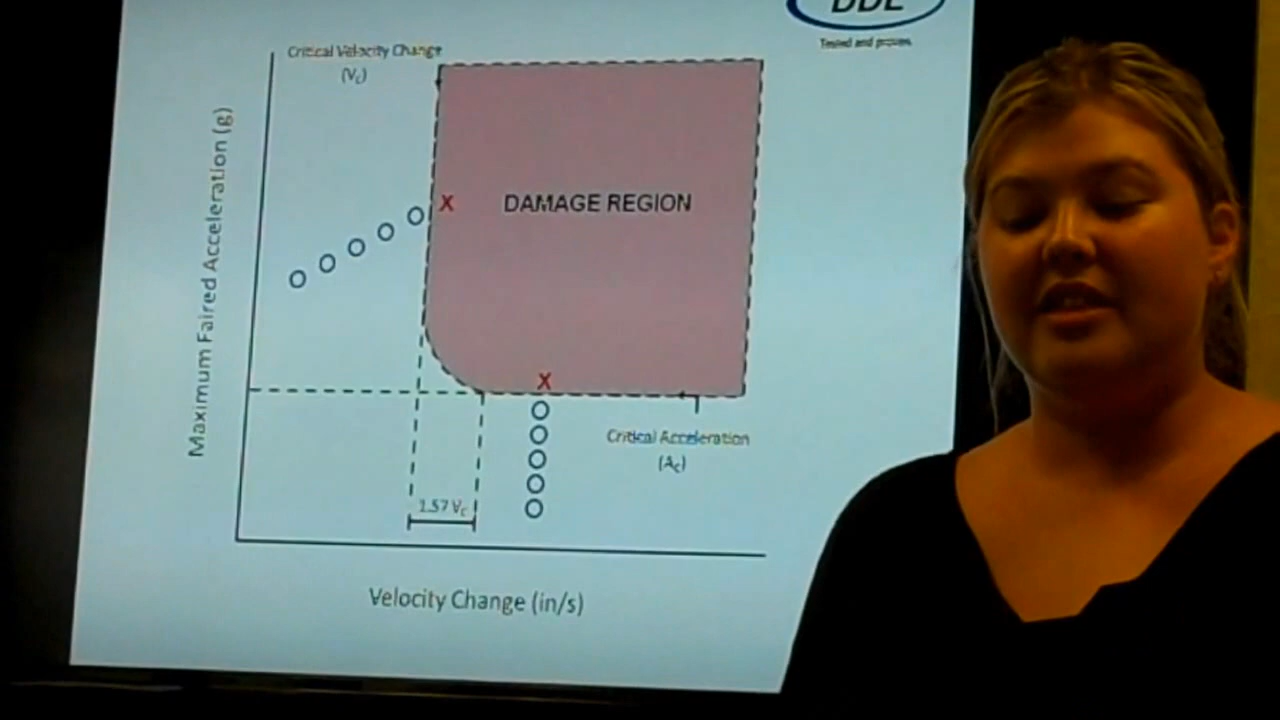 DDL
Tested and proven.
Critical Velocity Change
(Vc)
Maximum Faired Acceleration (g)
X
DAMAGE REGION
X
Critical Acceleration
(Ac)
1.57 Vc
Velocity Change (in/s)